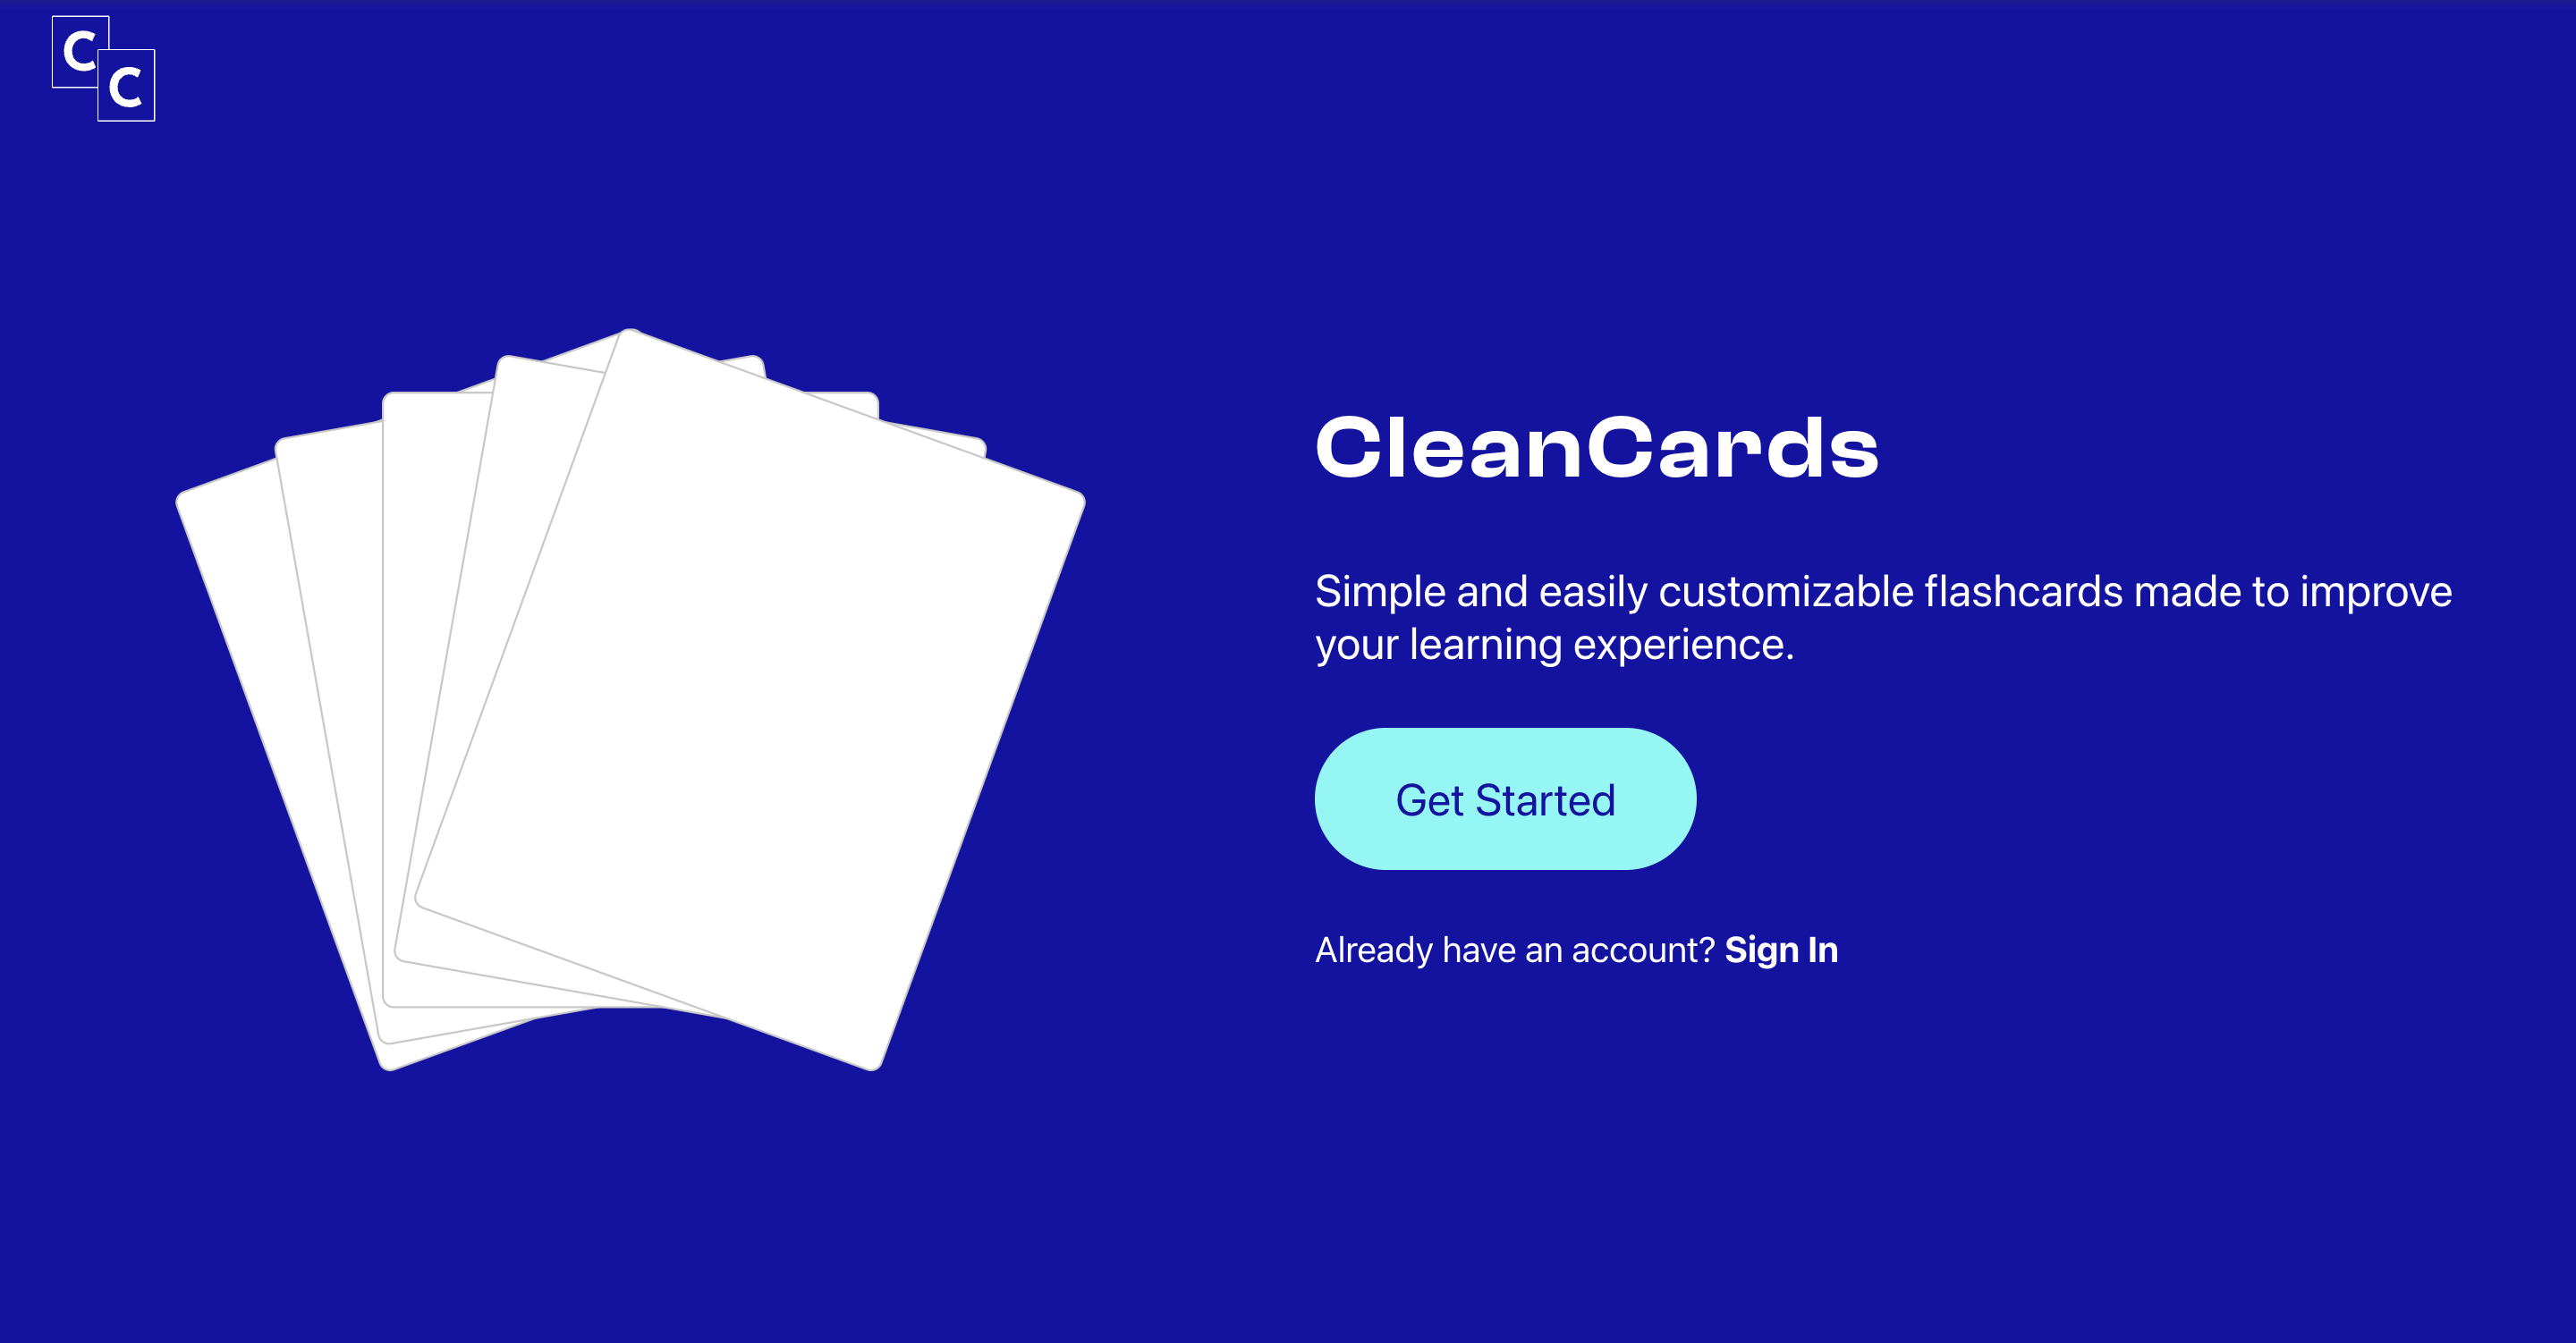 C
C
CleanCards
Simple and easily customizable flashcards made to improve
your learning experience.
Get Started
Already have an account? Sign In